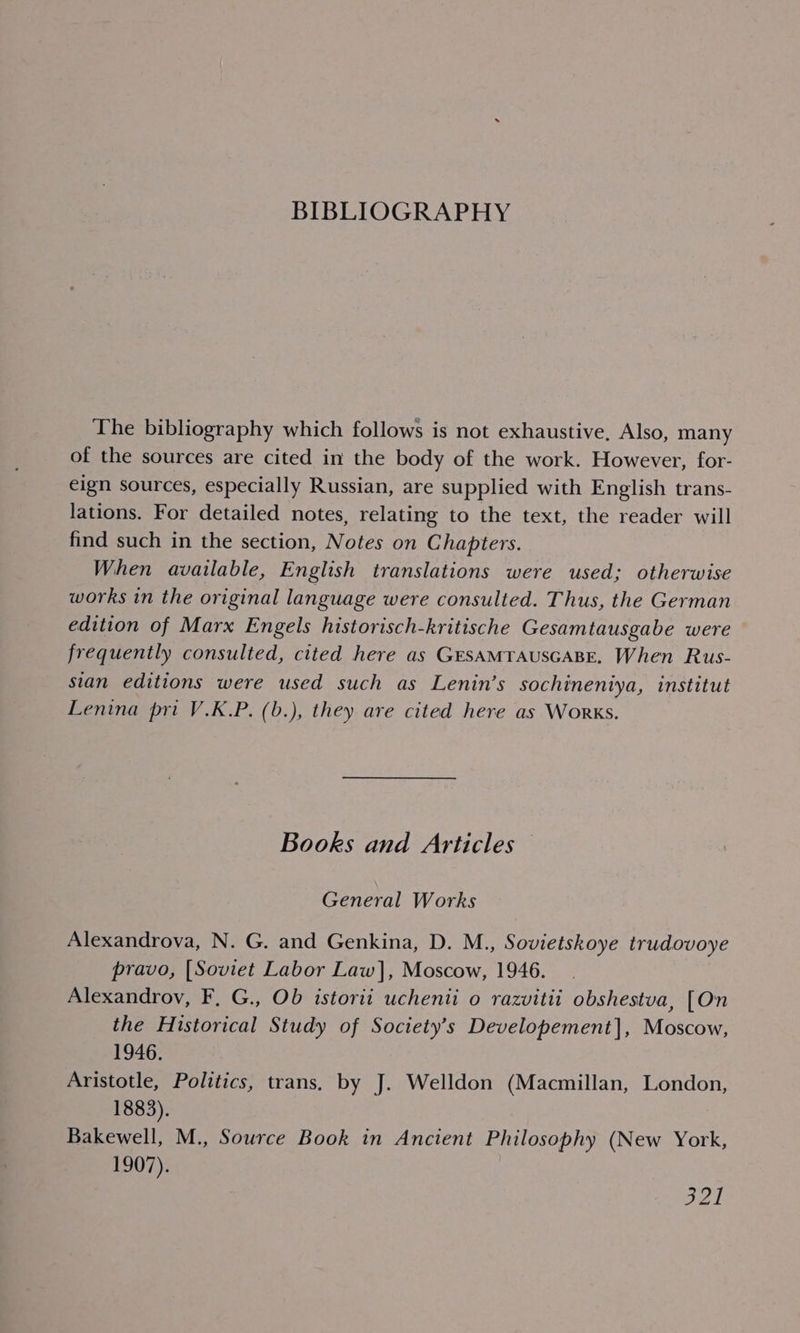 BIBLIOGRAPHY
The bibliography which follows is not exhaustive. Also, many
of the sources are cited in the body of the work. However, for-
eign sources, especially Russian, are supplied with English trans-
lations. For detailed notes, relating to the text, the reader will
find such in the section, Notes on Chapters.
When available, English translations were used; otherwise
works in the original language were consulted. Thus, the German
edition of Marx Engels historisch-kritische Gesamtausgabe were
frequently consulted, cited here as GESAMTAUSGABE. When Rus-
sian editions were used such as Lenin's sochineniya, institut
Lenina pri V.K.P. (b.), they are cited here as WORKS.
Books and Articles
General Works
Alexandrova, N. G. and Genkina, D. M., Sovietskoye trudovoye
pravo, [Soviet Labor Law], Moscow, 1946.
Alexandrov, F. G., Ob istorii uchenii o razvitii obshestva, [On
the Historical Study of Society's Developement], Moscow,
1946.
Aristotle, Politics, trans. by J. Welldon (Macmillan, London,
1883).
Bakewell, M., Source Book in Ancient Philosophy (New York,
1907).
321